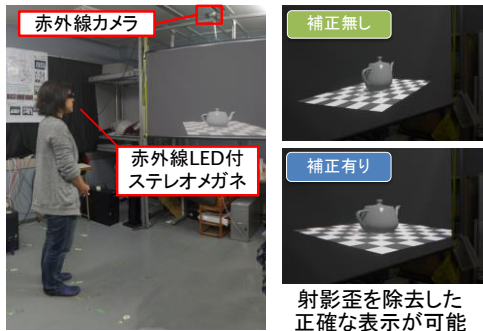 赤外線カメラ
赤外線LED付
ステレオメガネ
補正無し
補正有り
射影歪を除去した
正確な表示が可能